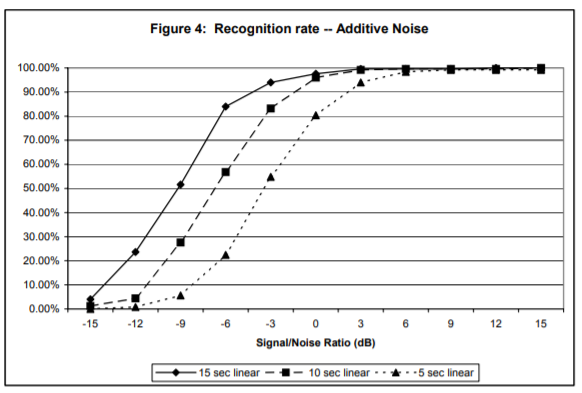 Figure 4: Recognition rate -- Additive Noise
100.00%
90.00%
80.00%
70.00%
60.00%
50.00%
40.00%
30.00%
20.00%
10.00%
0.00%
-15 -12 -9 -6 -3 0 3 6 9 12 15
Signal/Noise Ratio (dB)
15 sec linear 10 sec linear 5 sec linear